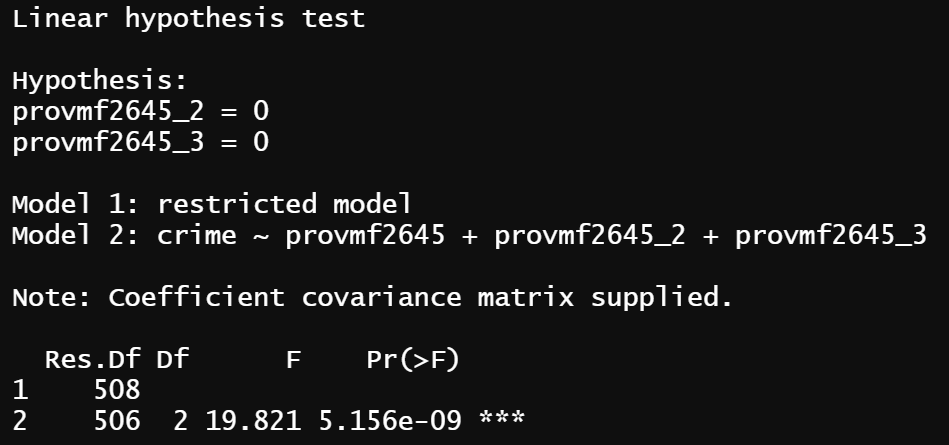 Linear hypothesis test
Hypothesis:
provmf2645_2 = 0
provmf2645_3 = 0
Model 1: restricted model
Model 2: crime ~ provmf2645 + provmf2645_2 + provmf2645_3
Note: Coefficient covariance matrix supplied.
Res.Df Df F Pr(>F)
1 508
2 506 2 19.821 5.156e-09 ***